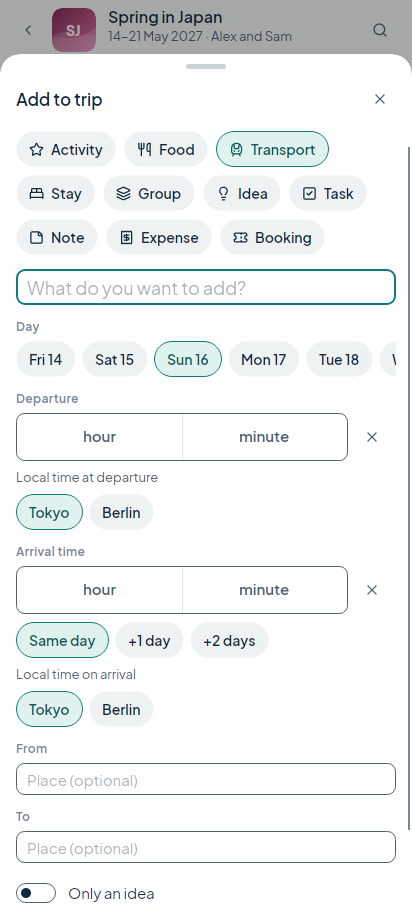 SJ
Spring in Japan
14–21 May 2027 · Alex and Sam
Add to trip
Activity
Food
Transport
Stay
Group
Idea
Task
Note
Expense
Booking
What do you want to add?
Day
Fri 14
Sat 15
Sun 16
Mon 17
Tue 18
Departure
hour
minute
Local time at departure
Tokyo
Berlin
Arrival time
hour
minute
Same day
+1 day
+2 days
Local time on arrival
Tokyo
Berlin
From
Place (optional)
To
Place (optional)
Only an idea